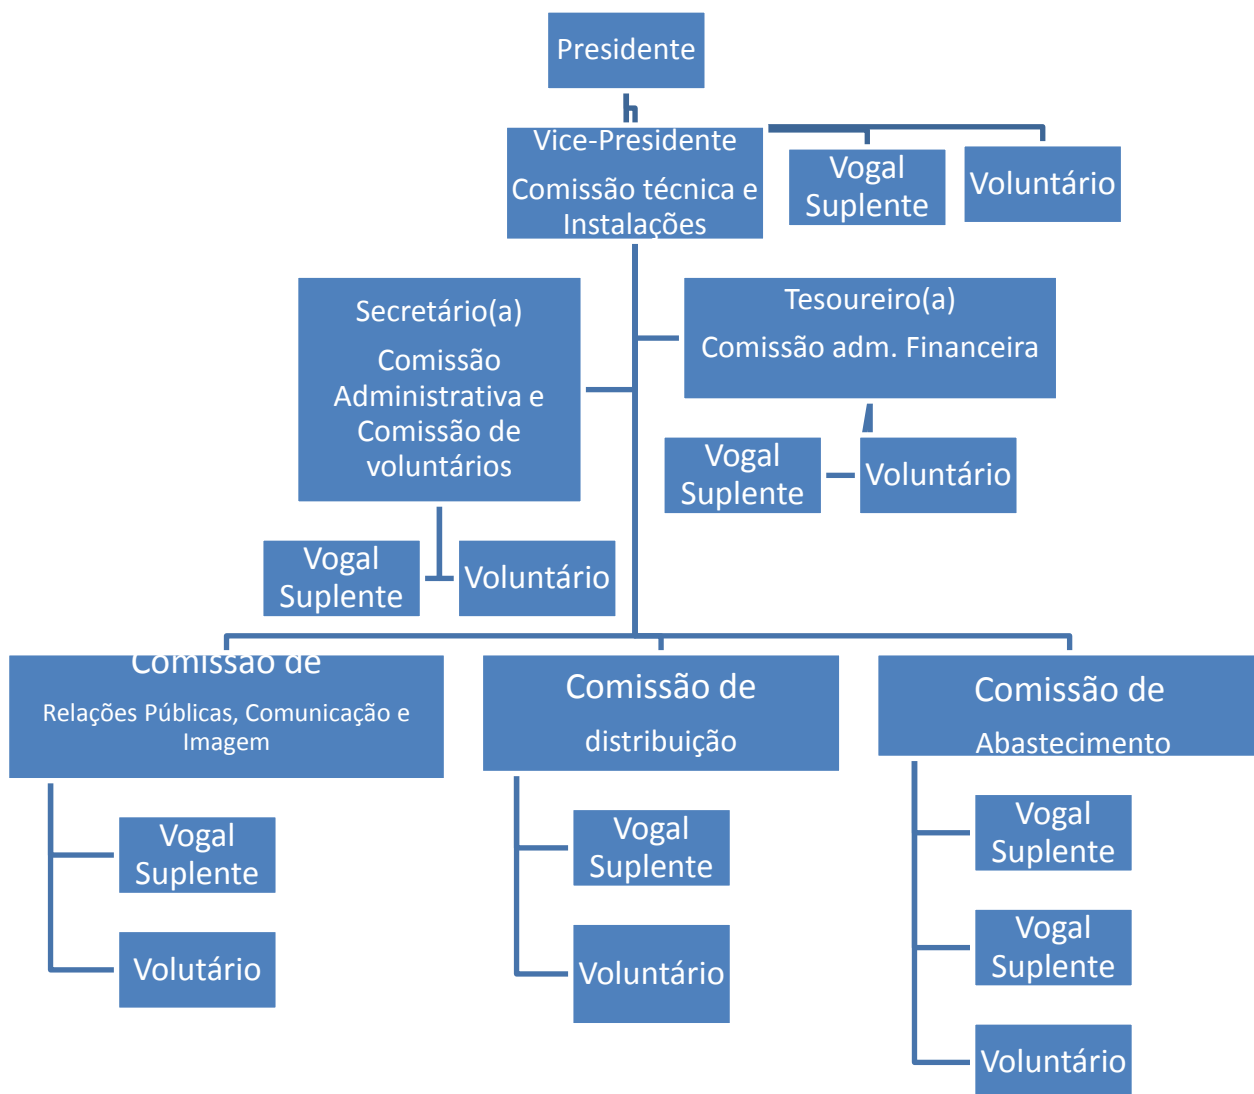 Presidente
Vice-Presidente
Comissão técnica e
Instalações
Vogal
Suplente
Voluntário
Secretário(a)
Comissão
Administrativa e
Comissão de
voluntários
Tesoureiro(a)
Comissão adm. Financeira
Vogal
Suplente
Voluntário
Vogal
Suplente
Voluntário
Comissão de
Relações Públicas, Comunicação e
Imagem
Comissão de
distribuição
Comissão de
Abastecimento
Vogal
Suplente
Volutário
Vogal
Suplente
Voluntário
Vogal
Suplente
Vogal
Suplente
Voluntário